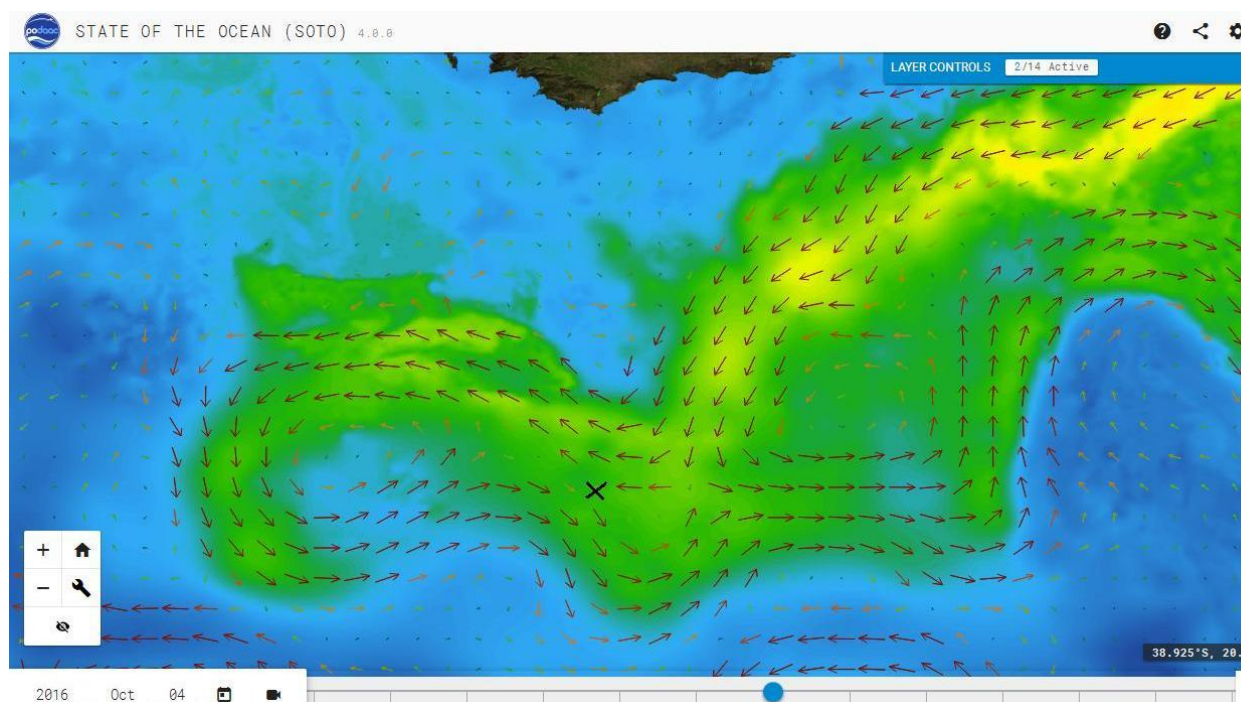 podaac STATE OF THE OCEAN (SOTO) 4.0.0
LAYER CONTROLS 2/14 Active
38.925°S, 20.
2016 Oct 04